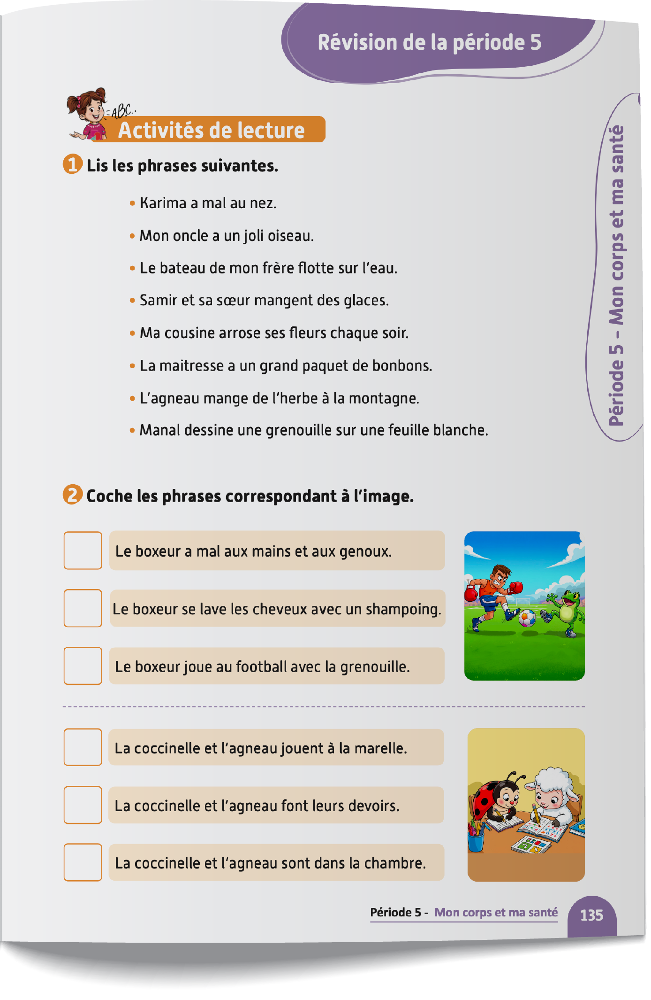 Révision de la période 5
A.B.C..
Activités de lecture
1 Lis les phrases suivantes.
• Karima a mal au nez.
• Mon oncle a un joli oiseau.
• Le bateau de mon frère flotte sur l'eau.
• Samir et sa sœur mangent des glaces.
• Ma cousine arrose ses fleurs chaque soir.
• La maitresse a un grand paquet de bonbons.
• L'agneau mange de l'herbe à la montagne.
• Manal dessine une grenouille sur une feuille blanche.
2 Coche les phrases correspondant à l'image.
Le boxeur a mal aux mains et aux genoux.
Le boxeur se lave les cheveux avec un shampoing.
Le boxeur joue au football avec la grenouille.
La coccinelle et l'agneau jouent à la marelle.
La coccinelle et l'agneau font leurs devoirs.
La coccinelle et l'agneau sont dans la chambre.
Période 5 - Mon corps et ma santé
Période 5 - Mon corps et ma santé
135